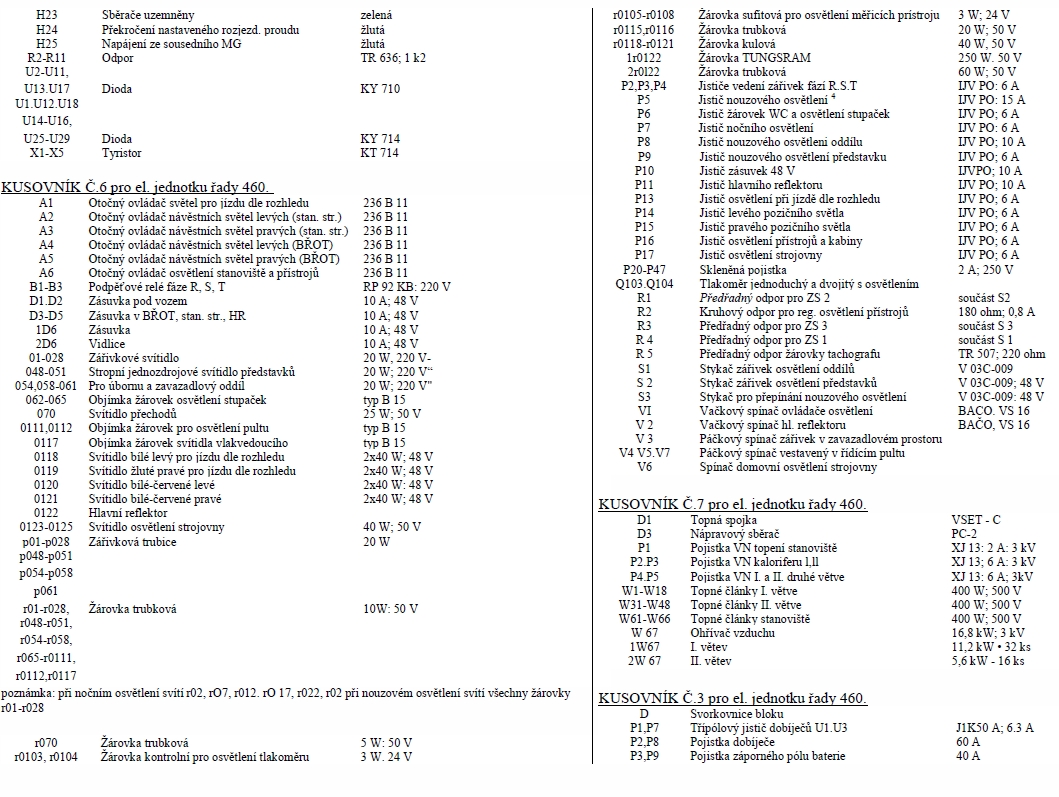 H23 Sběrače uzemněny zelená
H24 Překročení nastaveného rozjezd. proudu žlutá
H25 Napájení ze sousedního MG žlutá
R2-R11 Odpor TR 636; 1 k2
U2-U11,
U13.U17 Dioda KY 710
U1.U12.U18
U14-U16,
U25-U29 Dioda KY 714
X1-X5 Tyristor KT 714
KUSOVNÍK Č.6 pro el. jednotku řady 460.
A1 Otočný ovládač světel pro jízdu dle rozhledu 236 B 11
A2 Otočný ovládač návěstních světel levých (stan. str.) 236 B 11
A3 Otočný ovládač návěstních světel pravých (stan. str.) 236 B 11
A4 Otočný ovládač návěstních světel levých (BŘOT) 236 B 11
A5 Otočný ovládač návěstních světel pravých (BŘOT) 236 B 11
A6 Otočný ovládač osvětlení stanoviště a přístrojů 236 B 11
B1-B3 Podpěťove relé fáze R, S, T RP 92 KB: 220 V
D1.D2 Zásuvka pod vozem 10 A; 48 V
D3-D5 Zásuvka v BŘOT, stan. str., HR 10 A; 48 V
1D6 Zásuvka 10 A; 48 V
2D6 Vidlice 10 A; 48 V
01-028 Zářivkové svítidlo 20 W, 220 V-
048-051 Stropní jednozdrojové svítidlo představků 20 W; 220 V“
054,058-061 Pro úbornu a zavazadlový oddíl 20 W; 220 V”
062-065 Objímka žárovek osvětlení stupaček typ B 15
070 Svítidlo přechodů 25 W; 50 V
0111,0112 Objímka žárovek pro osvětlení pultu typ B 15
0117 Objímka žárovek svítidla vlakvedoucího typ B 15
0118 Svítidlo bílé levý pro jízdu dle rozhledu 2x40 W; 48 V
0119 Svítidlo žluté pravé pro jízdu dle rozhledu 2x40 W; 48 V
0120 Svítidlo bílé-červené levé 2x40 W: 48 V
0121 Svítidlo bílé-červené pravé 2x40 W; 48 V
0122 Hlavní reflektor
0123-0125 Svítidlo osvětlení strojovny 40 W; 50 V
p01-p028 Zářivková trubice 20 W
p048-p051
p054-p058
p061
r01-r028, Žárovka trubková 10W: 50 V
r048-r051,
r054-r058,
r065-r0111,
r0112,r0117
poznámka: při nočním osvětlení svítí r02, rO7, r012. rO 17, r022, r02 při nouzovém osvětlení svítí všechny žárovky
r01-r028
r070 Žárovka trubková 5 W: 50 V
r0103, r0104 Žárovka kontrolní pro osvětlení tlakoměru 3 W. 24 V
r0105-r0108 Žárovka sufitová pro osvětlení měřicích prístroju 3 W; 24 V
r0115,r0116 Žárovka trubková 20 W; 50 V
r0118-r0121 Žárovka kulová 40 W, 50 V
1r0122 Žárovka TUNGSRAM 250 W. 50 V
2r0l22 Žárovka trubková 60 W; 50 V
P2,P3,P4 Jističe vedení zářivek fází R.S.T IJV PO: 6 A
P5 Jistič nouzového osvětlení 4 IJV PO: 15 A
P6 Jistič žárovek WC a osvětlení stupaček IJV PO; 6 A
P7 Jistič nočního osvětlení IJV PO; 6 A
P8 Jistič nouzového osvětleni oddílu IJV PO; 10 A
P9 Jistič nouzového osvětlení představku IJV PO; 6 A
P10 Jistič zásuvek 48 V IJVPO; 10 A
P11 Jistič hlavního reflektoru IJV PO; 10 A
P13 Jistič osvětlení při jízdě dle rozhledu IJV PO; 6 A
P14 Jistič levého pozičního světla IJV PO; 6 A
P15 Jistič pravého pozičního světla IJV PO; 6 A
P16 Jistič osvětlení přístrojů a kabiny IJV PO; 6 A
P17 Jistič osvětlení strojovny IJV PO; 6 A
P20-P47 Skleněná pojistka 2 A; 250 V
Q103.Q104 Tlakoměr jednoduchý a dvojitý s osvětlením
R1 Předřadný odpor pro ZS 2 součást S2
R2 Kruhový odpor pro reg. osvětlení přístrojů 180 ohm; 0,8 A
R3 Předřadný odpor pro ZS 3 součást S 3
R 4 Předřadný odpor pro ZS 1 součást S 1
R 5 Předřadný odpor žárovky tachografu TR 507; 220 ohm
S1 Stykač zářivek osvětlení oddílů V 03C-009
S 2 Stykač zářivek osvětlení představků V 03C-009; 48 V
S3 Stykač pro přepínání nouzového osvětlení V 03C-009: 48 V
VI Vačkový spínač ovládače osvětlení BACO. VS 16
V 2 Vačkový spínač hl. reflektoru BAČO, VS 16
V 3 Páčkový spínač zářivek v zavazadlovém prostoru
V4 V5.V7 Páčkový spínač vestavený v řídícím pultu
V6 Spínač domovní osvětlení strojovny
KUSOVNÍK Č.7 pro el. jednotku řady 460.
D1 Topná spojka VSET - C
D3 Nápravový sběrač PC-2
P1 Pojistka VN topení stanoviště XJ 13: 2 A: 3 kV
P2.P3 Pojistka VN kaloriferu l,ll XJ 13; 6 A: 3 kV
P4.P5 Pojistka VN I. a II. druhé větve XJ 13: 6 A; 3kV
W1-W18 Topné články I. větve 400 W; 500 V
W31-W48 Topné články II. větve 400 W; 500 V
W61-W66 Topné články stanoviště 400 W; 500 V
W 67 Ohřívač vzduchu 16,8 kW; 3 kV
1W67 I. větev 11,2 kW • 32 ks
2W 67 II. větev 5,6 kW - 16 ks
KUSOVNÍK Č.3 pro el. jednotku řady 460.
D Svorkovnice bloku
P1,P7 Třípólový jistič dobíječů U1.U3 J1K50 A; 6.3 A
P2,P8 Pojistka dobíječe 60 A
P3,P9 Pojistka záporného pólu baterie 40 A